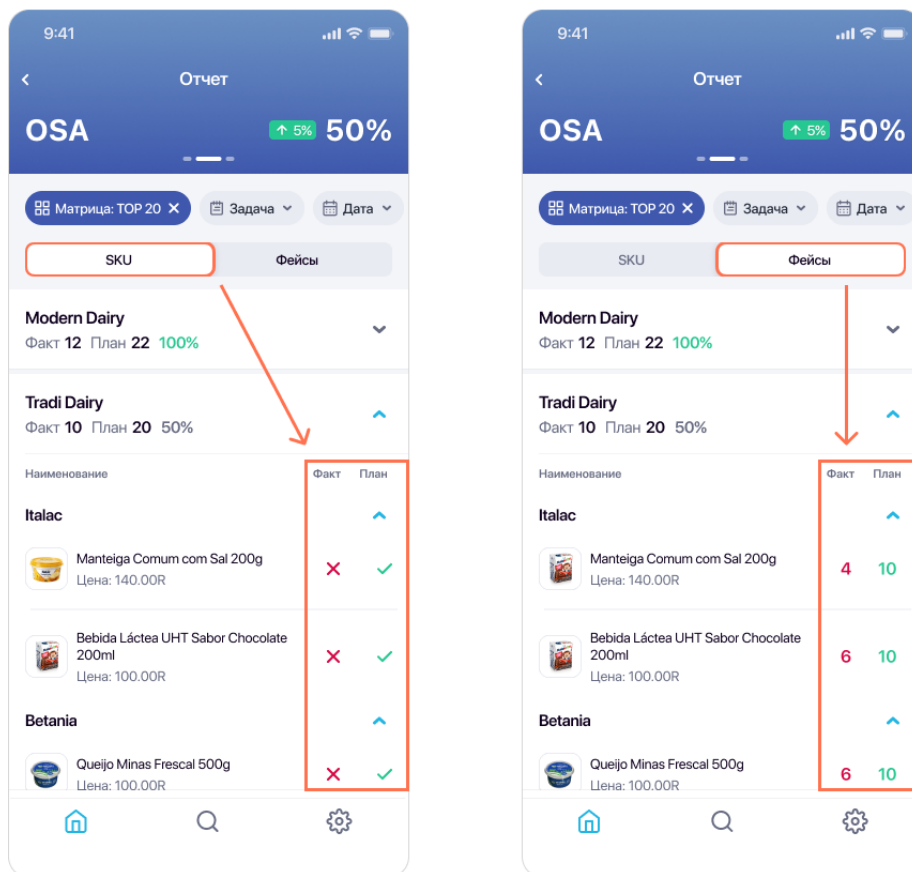 9:41
Отчет
OSA
↑ 5% 50%
Матрица: TOP 20 ✕ Задача Дата
SKU Фейсы
Modern Dairy
Факт 12 План 22 100%
Tradi Dairy
Факт 10 План 20 50%
Наименование Факт План
Italac
Manteiga Comum com Sal 200g
Цена: 140.00R
Bebida Láctea UHT Sabor Chocolate
200ml
Цена: 100.00R
Betania
Queijo Minas Frescal 500g
Цена: 100.00R
9:41
Отчет
OSA
↑ 5% 50%
Матрица: TOP 20 ✕ Задача Дата
SKU Фейсы
Modern Dairy
Факт 12 План 22 100%
Tradi Dairy
Факт 10 План 20 50%
Наименование Факт План
Italac
Manteiga Comum com Sal 200g
Цена: 140.00R
4 10
Bebida Láctea UHT Sabor Chocolate
200ml
Цена: 100.00R
6 10
Betania
Queijo Minas Frescal 500g
Цена: 100.00R
6 10